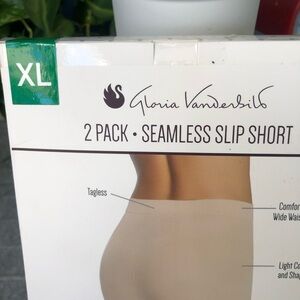 XL
Gloria Vanderbilt
2 PACK • SEAMLESS SLIP SHORT
Tagless
Wide
Light
and